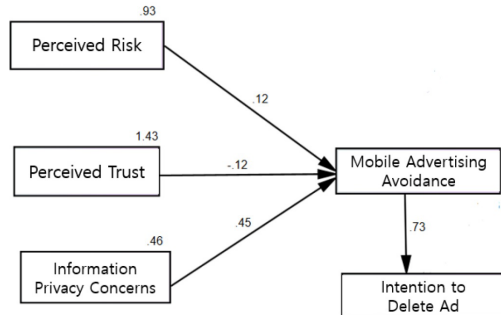 .93
Perceived Risk
.12
1.43
Perceived Trust
-.12
Mobile Advertising
Avoidance
.46
.45
.73
Information
Privacy Concerns
Intention to
Delete Ad